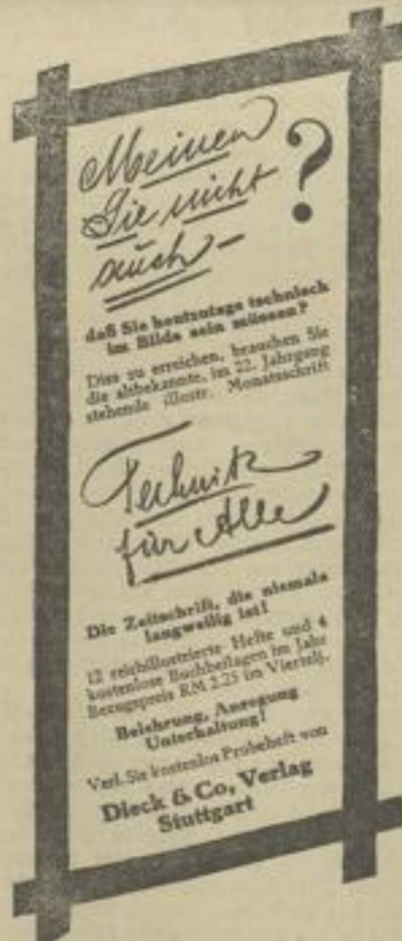 Meinen
Sie nicht
auch – ?
daß Sie heutzutage technisch
im Bilde sein müssen?
Dies zu erreichen, brauchen Sie
die altbekannte, im 22. Jahrgang
stehende illustr. Monatsschrift
Technik
für Alle
Die Zeitschrift, die niemals
langweilig ist!
12 reichillustrierte Hefte und 4
kostenlose Buchbeilagen im Jahr
Bezugspreis RM 2.25 im Viertelj.
Belehrung, Anregung
Unterhaltung!
Verl. Sie kostenlos Probeheft von
Dieck & Co, Verlag
Stuttgart